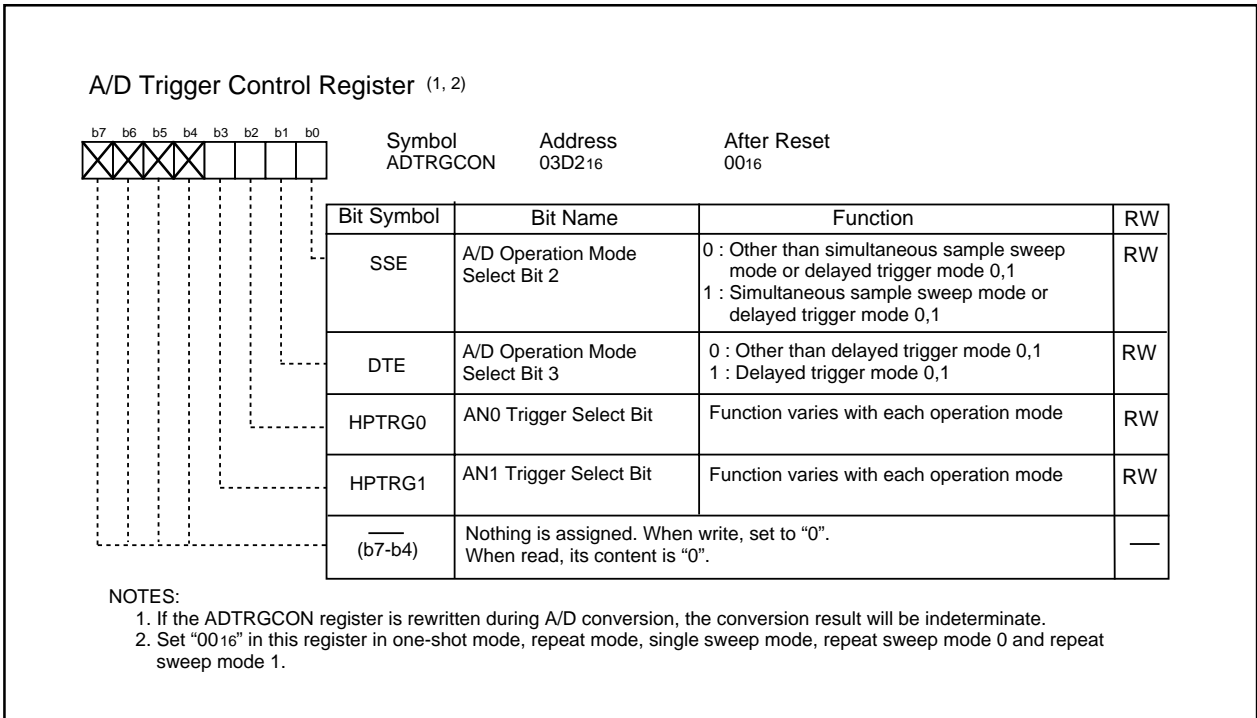 A/D Trigger Control Register (1, 2)
b7 b6 b5 b4 b3 b2 b1 b0
Symbol Address After Reset
ADTRGCON 03D216 0016
Bit Symbol Bit Name Function RW
SSE
A/D Operation Mode
Select Bit 2
0 : Other than simultaneous sample sweep
mode or delayed trigger mode 0,1
1 : Simultaneous sample sweep mode or
delayed trigger mode 0,1
RW
DTE
A/D Operation Mode
Select Bit 3
0 : Other than delayed trigger mode 0,1
1 : Delayed trigger mode 0,1
RW
HPTRG0 AN0 Trigger Select Bit Function varies with each operation mode RW
HPTRG1 AN1 Trigger Select Bit Function varies with each operation mode RW
(b7-b4)
Nothing is assigned. When write, set to “0”.
When read, its content is “0”.
NOTES:
1. If the ADTRGCON register is rewritten during A/D conversion, the conversion result will be indeterminate.
2. Set “0016” in this register in one-shot mode, repeat mode, single sweep mode, repeat sweep mode 0 and repeat
sweep mode 1.